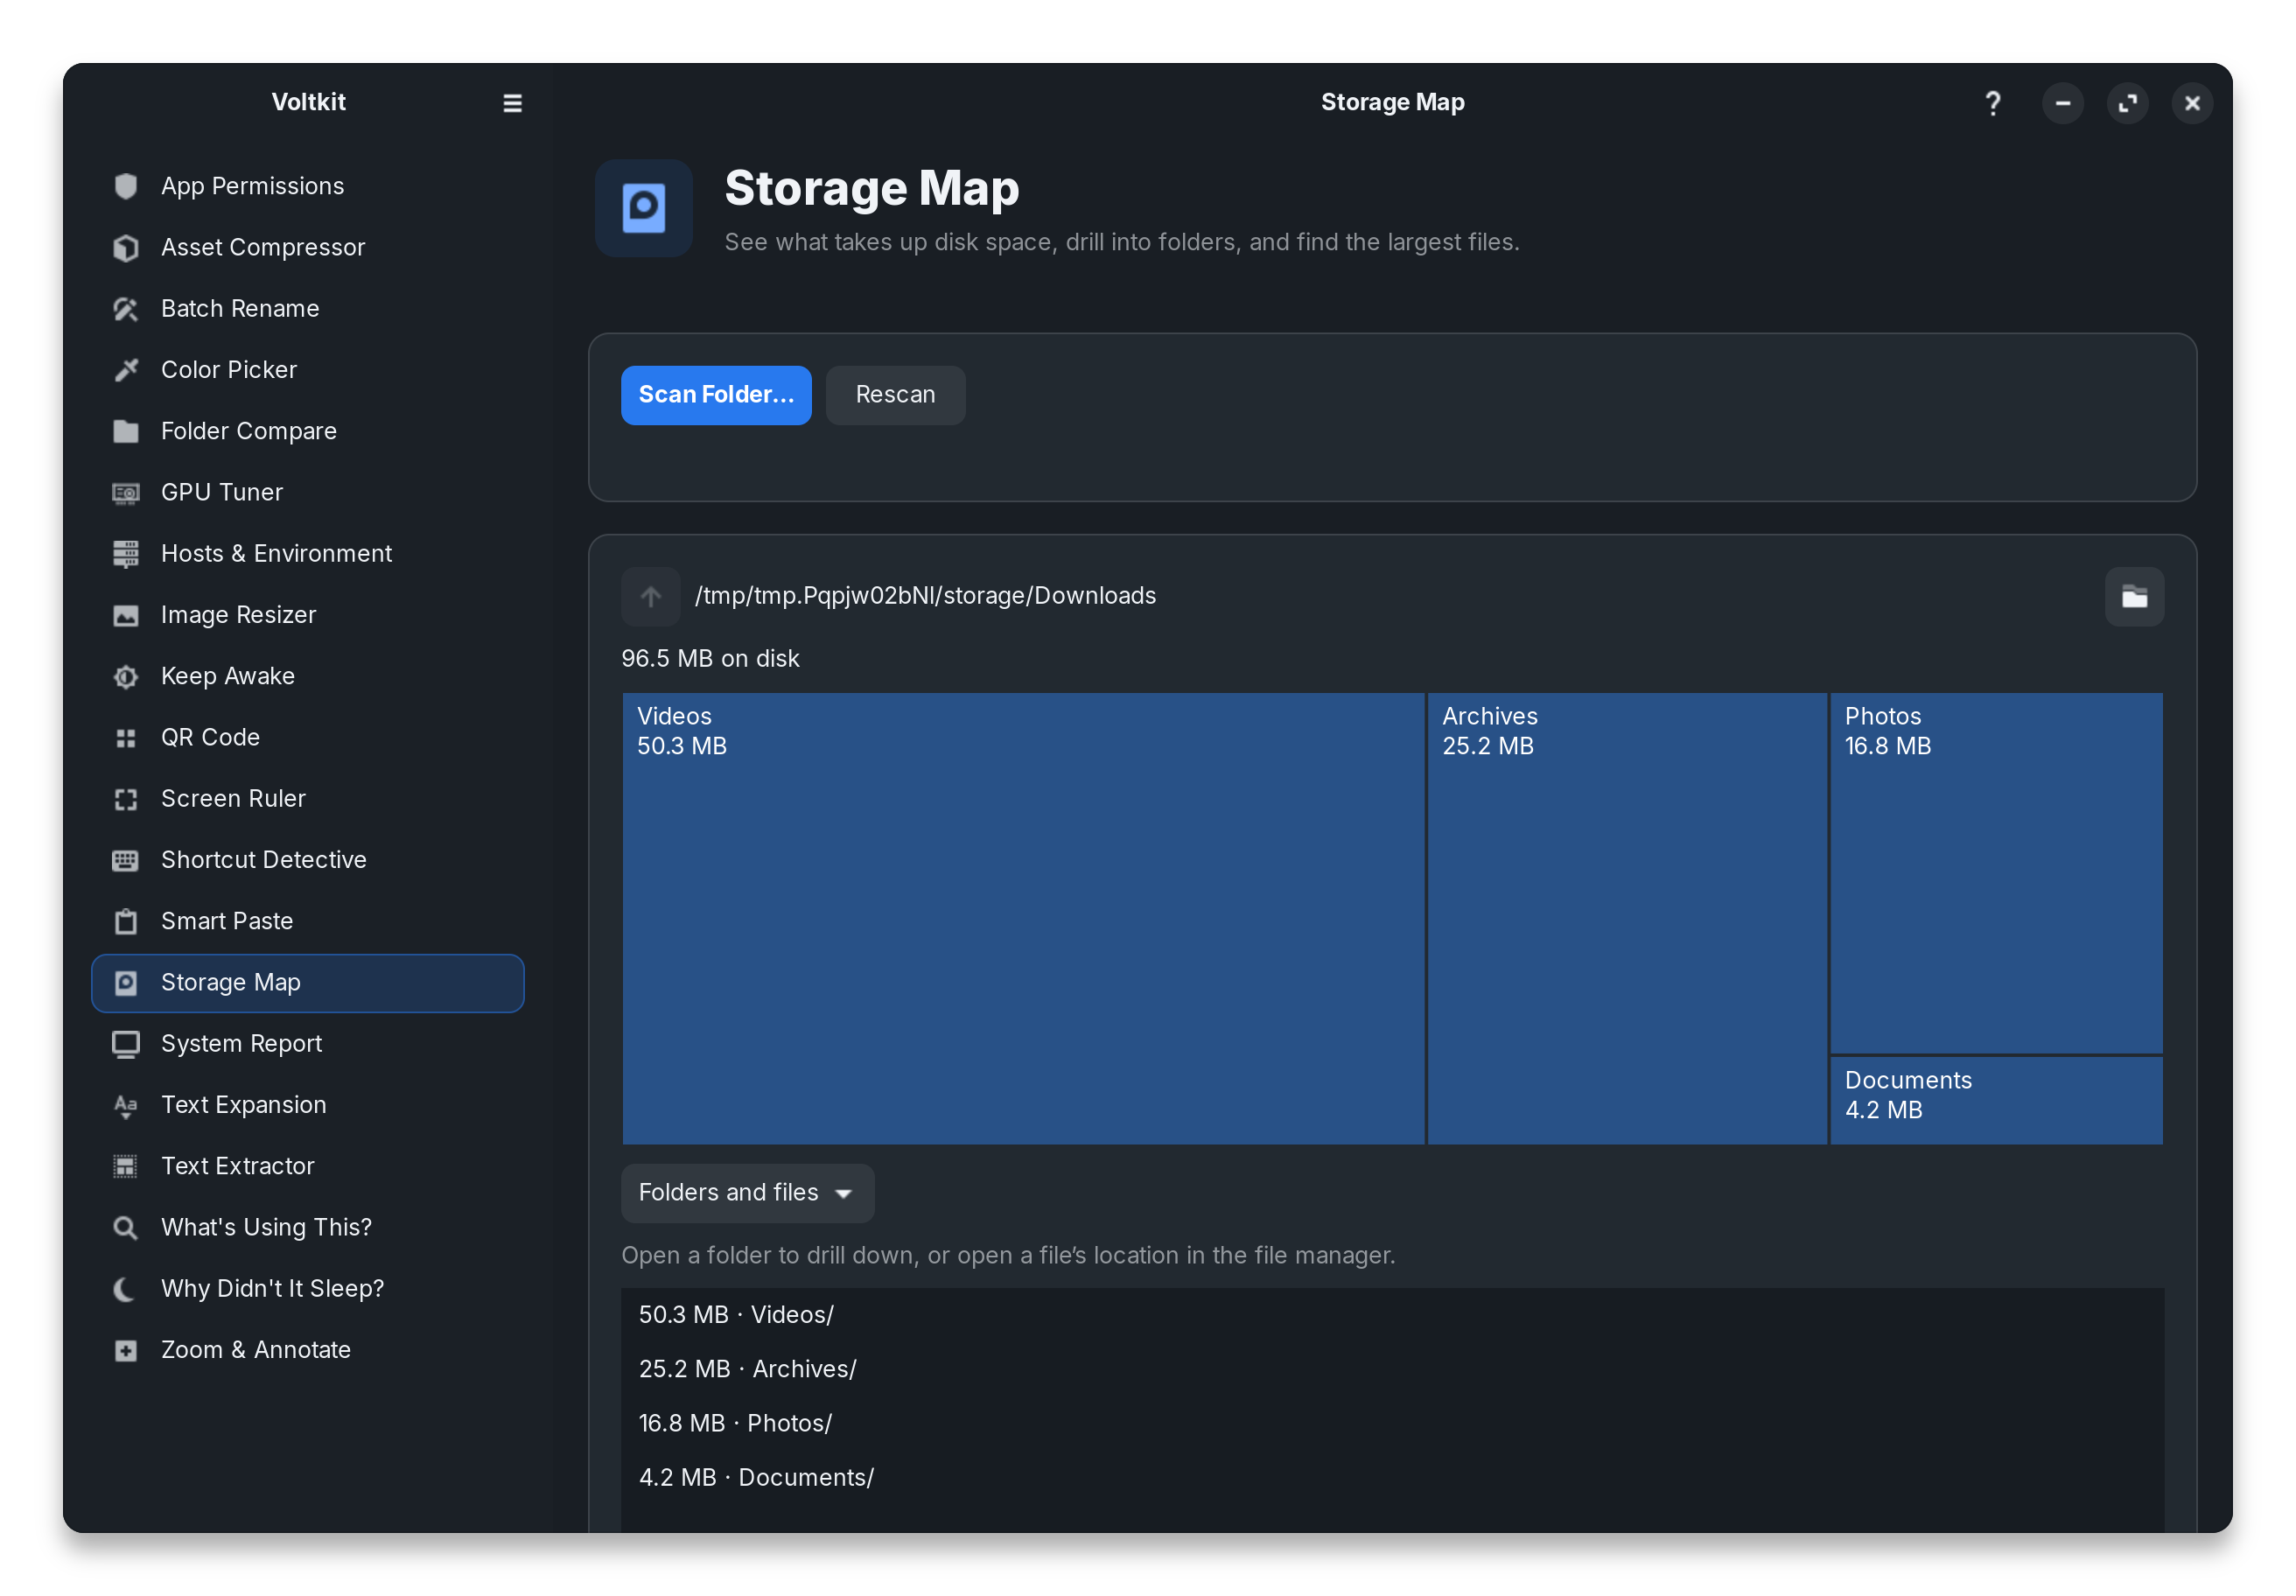 Voltkit
Storage Map
?
App Permissions
Asset Compressor
Batch Rename
Color Picker
Folder Compare
GPU Tuner
Hosts & Environment
Image Resizer
Keep Awake
QR Code
Screen Ruler
Shortcut Detective
Smart Paste
Storage Map
System Report
Text Expansion
Text Extractor
What's Using This?
Why Didn't It Sleep?
Zoom & Annotate
Storage Map
See what takes up disk space, drill into folders, and find the largest files.
Scan Folder...
Rescan
/tmp/tmp.Pqpjw02bNl/storage/Downloads
96.5 MB on disk
Videos
50.3 MB
Archives
25.2 MB
Photos
16.8 MB
Documents
4.2 MB
Folders and files
Open a folder to drill down, or open a file’s location in the file manager.
50.3 MB · Videos/
25.2 MB · Archives/
16.8 MB · Photos/
4.2 MB · Documents/